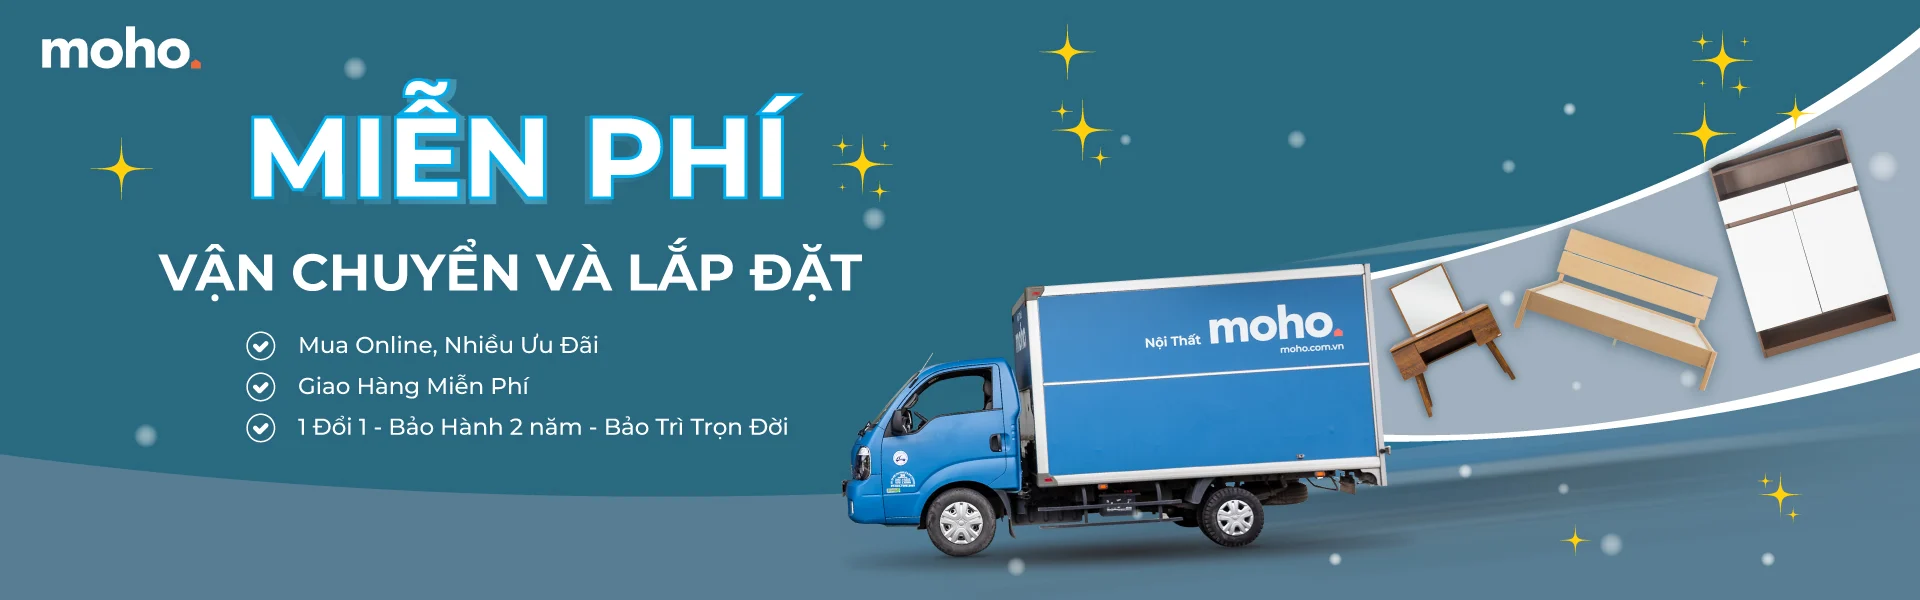 moho.
MIỄN PHÍ
VẬN CHUYỂN VÀ LẮP ĐẶT
Mua Online, Nhiều Ưu Đãi
Giao Hàng Miễn Phí
1 Đổi 1 - Bảo Hành 2 năm - Bảo Trì Trọn Đời
Nội Thất moho.
moho.com.vn
moho